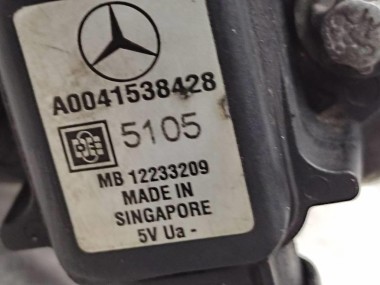 A0041538428
5105
MB 12233209
MADE IN
SINGAPORE
5V Ua -